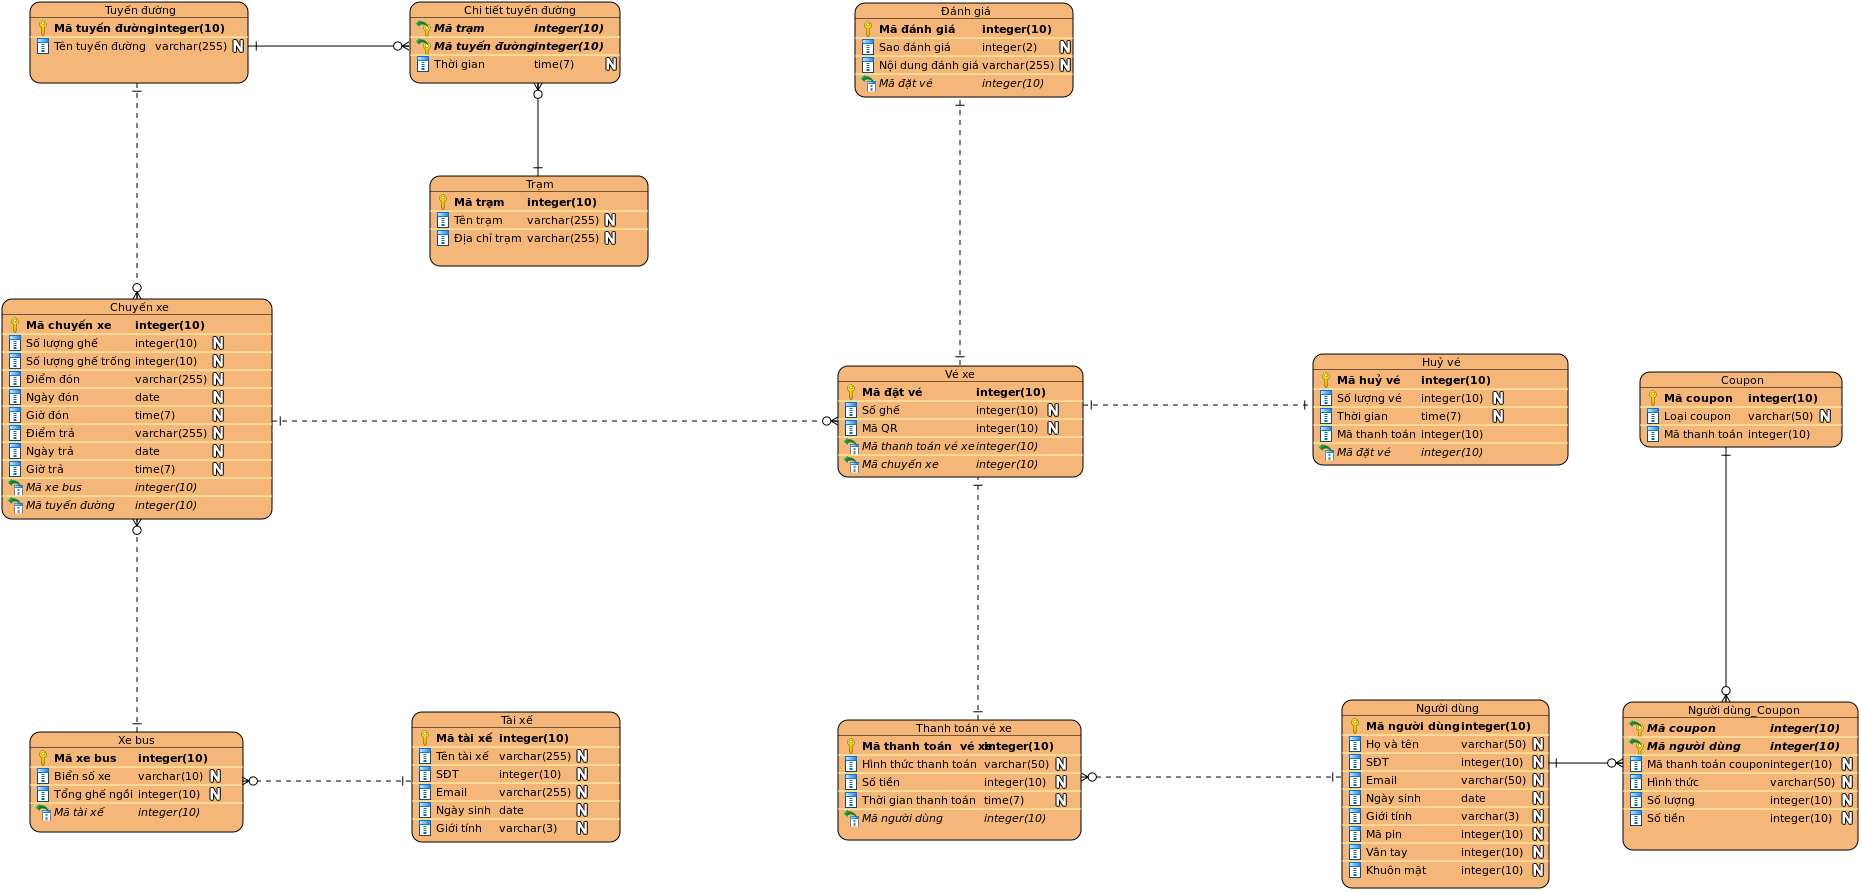 Tuyến đường
Mã tuyến đường integer(10)
Tên tuyến đường varchar(255) N
Chi tiết tuyến đường
Mã trạm integer(10)
Mã tuyến đường integer(10)
Thời gian time(7) N
Đánh giá
Mã đánh giá integer(10)
Sao đánh giá integer(2) N
Nội dung đánh giá varchar(255) N
Mã đặt vé integer(10)
Trạm
Mã trạm integer(10)
Tên trạm varchar(255) N
Địa chỉ trạm varchar(255) N
Chuyến xe
Mã chuyến xe integer(10)
Số lượng ghế integer(10) N
Số lượng ghế trống integer(10) N
Điểm đón varchar(255) N
Ngày đón date N
Giờ đón time(7) N
Điểm trả varchar(255) N
Ngày trả date N
Giờ trả time(7) N
Mã xe bus integer(10)
Mã tuyến đường integer(10)
Vé xe
Mã đặt vé integer(10)
Số ghế integer(10) N
Mã QR integer(10) N
Mã thanh toán vé xe integer(10)
Mã chuyến xe integer(10)
Huỷ vé
Mã huỷ vé integer(10)
Số lượng vé integer(10) N
Thời gian time(7) N
Mã thanh toán integer(10)
Mã đặt vé integer(10)
Coupon
Mã coupon integer(10)
Loại coupon varchar(50) N
Mã thanh toán integer(10)
Xe bus
Mã xe bus integer(10)
Biển số xe varchar(10) N
Tổng ghế ngồi integer(10) N
Mã tài xế integer(10)
Tài xế
Mã tài xế integer(10)
Tên tài xế varchar(255) N
SĐT integer(10) N
Email varchar(255) N
Ngày sinh date N
Giới tính varchar(3) N
Thanh toán vé xe
Mã thanh toán vé xe integer(10)
Hình thức thanh toán varchar(50) N
Số tiền integer(10) N
Thời gian thanh toán time(7) N
Mã người dùng integer(10)
Người dùng
Mã người dùng integer(10)
Họ và tên varchar(50) N
SĐT integer(10) N
Email varchar(50) N
Ngày sinh date N
Giới tính varchar(3) N
Mã pin integer(10) N
Vân tay integer(10) N
Khuôn mặt integer(10) N
Người dùng_Coupon
Mã coupon integer(10)
Mã người dùng integer(10)
Mã thanh toán coupon integer(10) N
Hình thức varchar(50) N
Số lượng integer(10) N
Số tiền integer(10) N